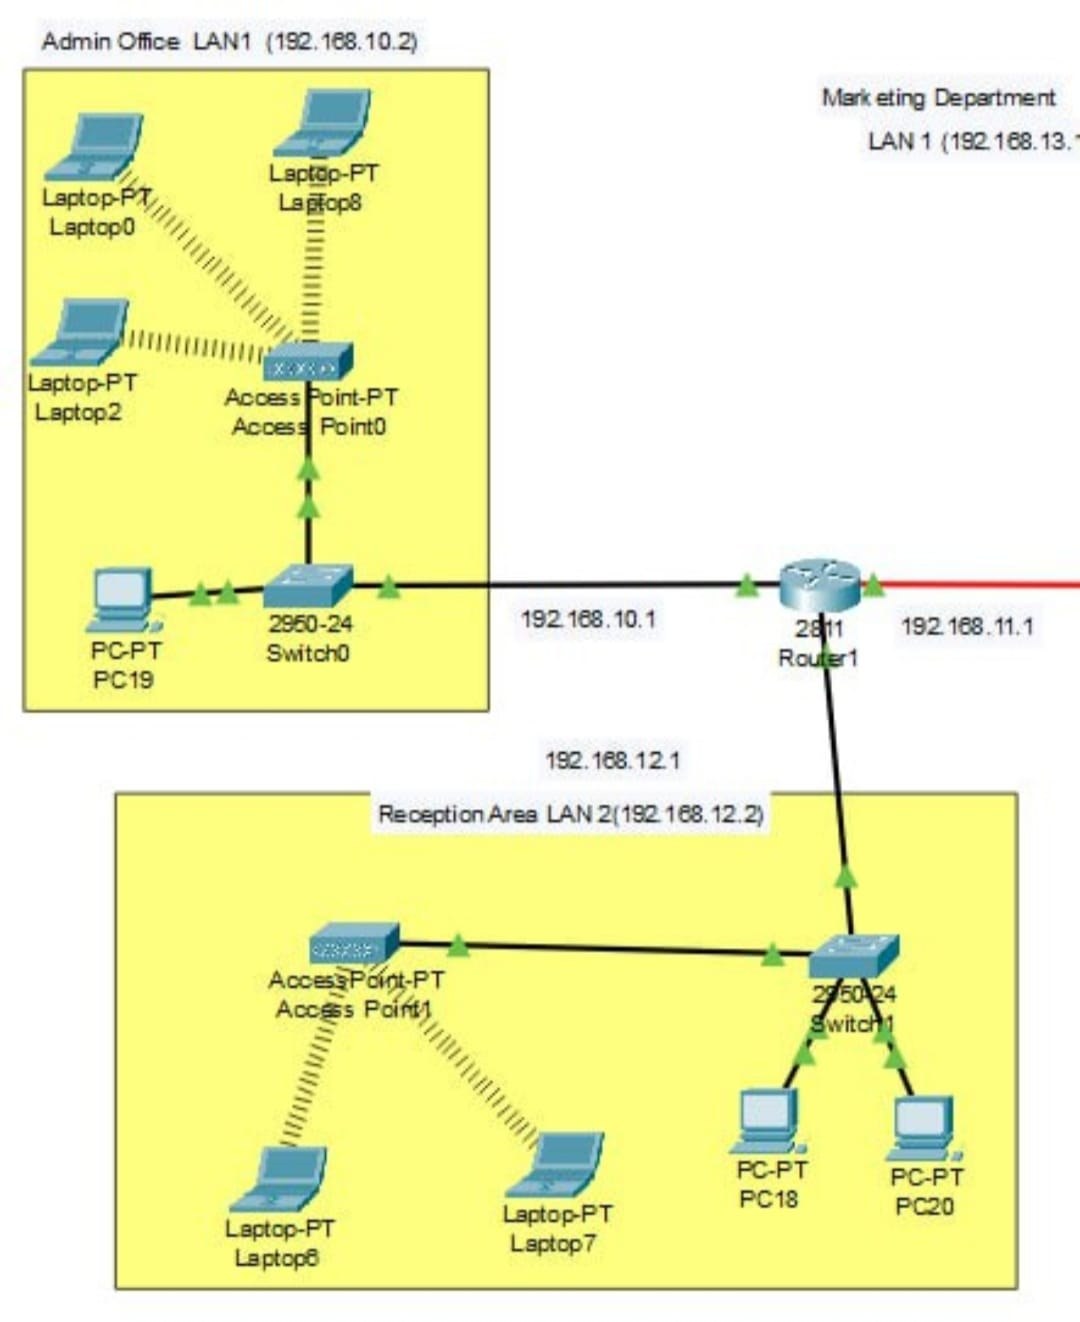 Admin Office LAN1 (192.168.10.2)
Marketing Department
LAN 1 (192.168.13.
Laptop-PT
Laptop0
Laptop-PT
Laptop8
Laptop-PT
Laptop2
Access Point-PT
Access Point0
PC-PT
PC19
2950-24
Switch0
192.168.10.1
2811
Router1
192.168.11.1
192.168.12.1
Reception Area LAN 2(192.168.12.2)
AccessPoint-PT
Access Point1
2950-24
Switch1
Laptop-PT
Laptop6
Laptop-PT
Laptop7
PC-PT
PC18
PC-PT
PC20